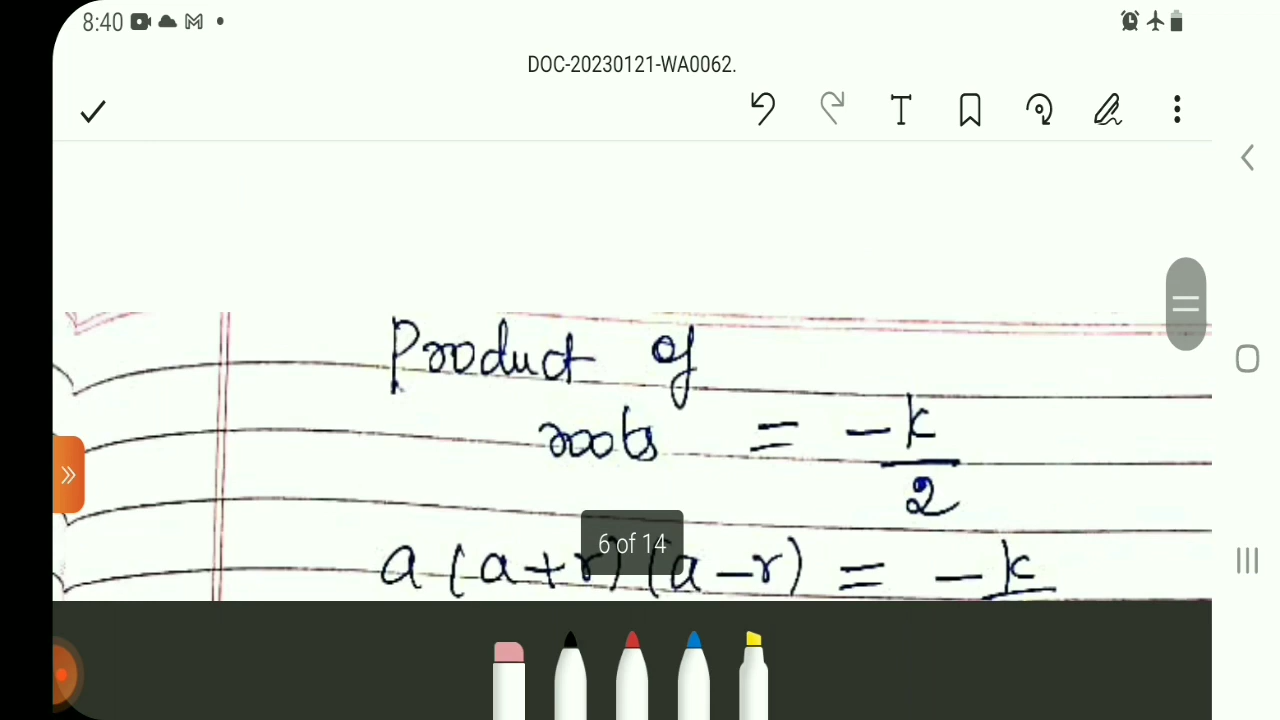 8:40
DOC-20230121-WA0062.
Product of
roots = -k/2
6 of 14
a (a+r) (a-r) = -k